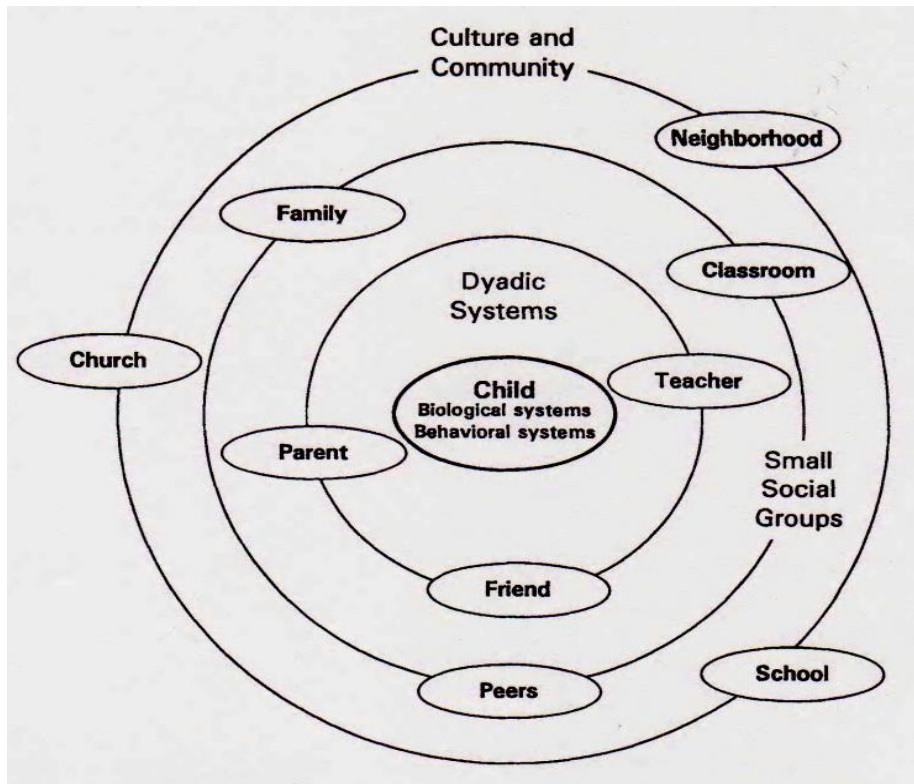 Culture and
Community
Neighborhood
Family
Classroom
Dyadic
Systems
Church
Teacher
Child
Biological systems
Behavioral systems
Parent
Small
Social
Groups
Friend
School
Peers